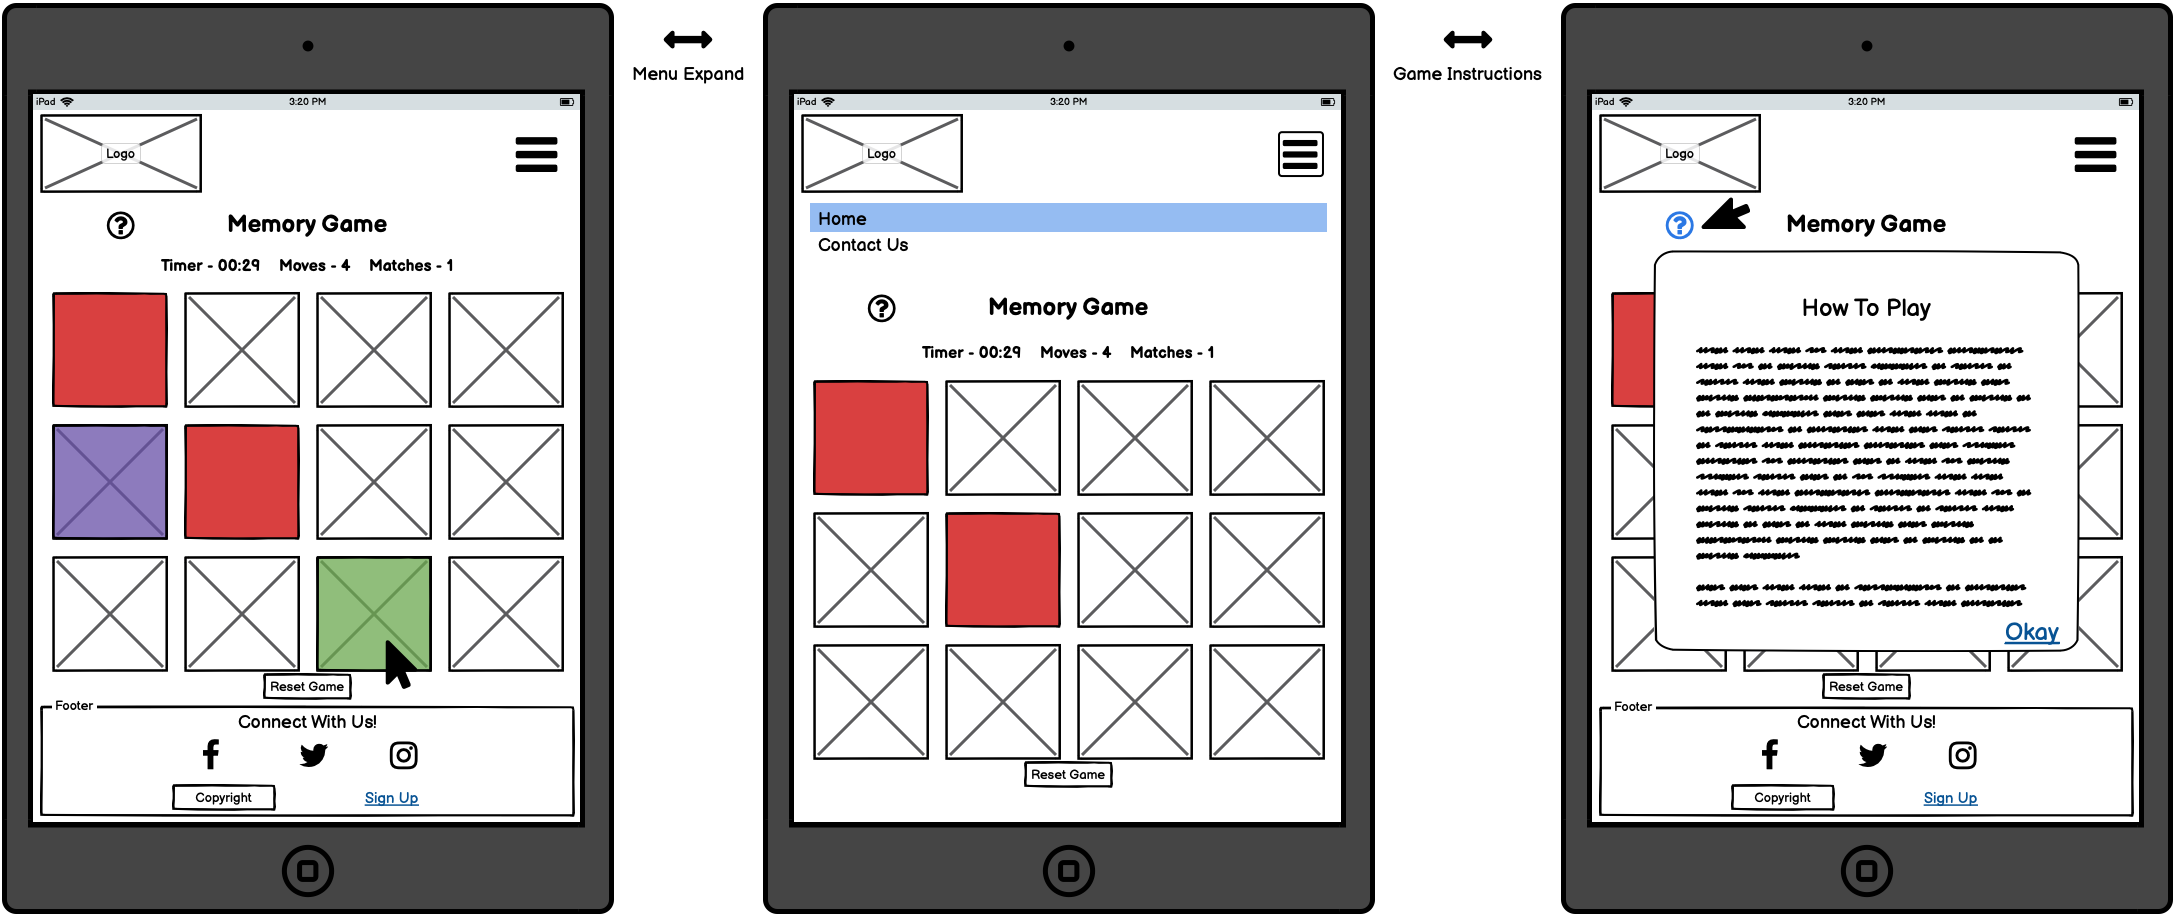 iPad 3:20 PM
Logo
Memory Game
Timer - 00:29 Moves - 4 Matches - 1
Reset Game
Footer
Connect With Us!
Copyright Sign Up
Menu Expand
iPad 3:20 PM
Logo
Home
Contact Us
Memory Game
Timer - 00:29 Moves - 4 Matches - 1
Reset Game
Game Instructions
iPad 3:20 PM
Logo
Memory Game
How To Play
Okay
Reset Game
Footer
Connect With Us!
Copyright Sign Up